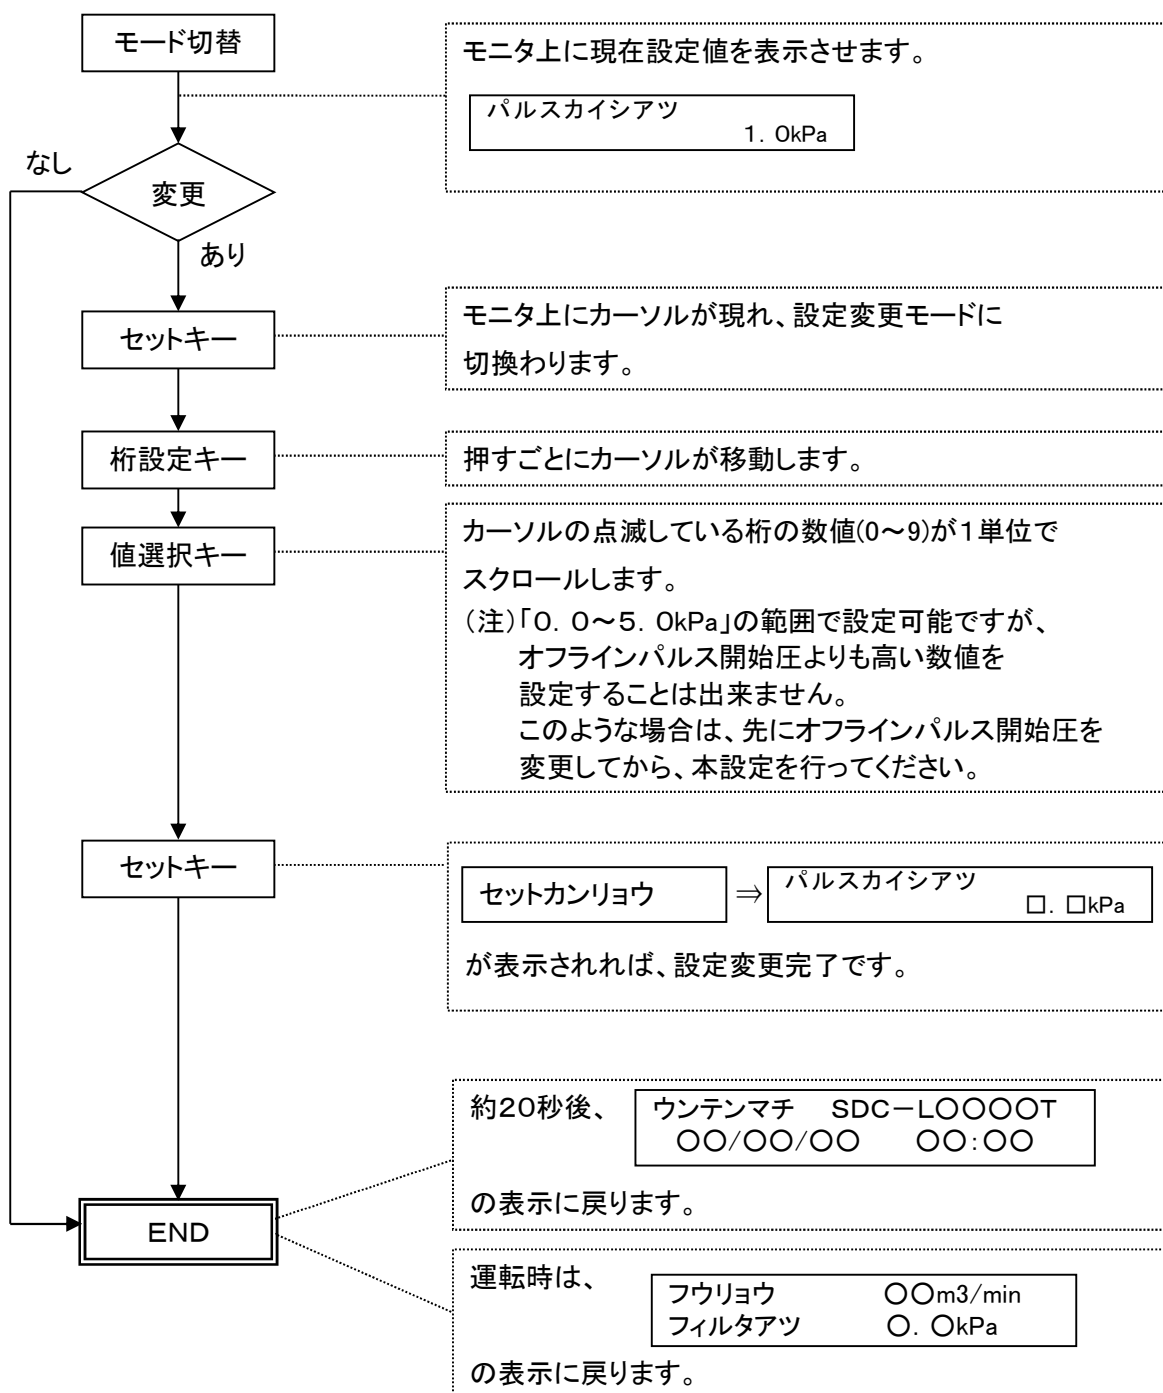 モード切替
モニタ上に現在設定値を表示させます。
パルスカイシアツ
1．0kPa
なし
変更
あり
セットキー
モニタ上にカーソルが現れ、設定変更モードに
切換わります。
桁設定キー
押すごとにカーソルが移動します。
値選択キー
カーソルの点滅している桁の数値(0～9)が１単位で
スクロールします。
（注）「０．０～５．０kPa」の範囲で設定可能ですが、
オフラインパルス開始圧よりも高い数値を
設定することは出来ません。
このような場合は、先にオフラインパルス開始圧を
変更してから、本設定を行ってください。
セットキー
セットカンリョウ ⇒ パルスカイシアツ
□．□kPa
が表示されれば、設定変更完了です。
約２０秒後、 ウンテンマチ ＳＤＣ－Ｌ〇〇〇〇Ｔ
〇〇/〇〇/〇〇 〇〇:〇〇
の表示に戻ります。
END
運転時は、
フウリョウ 〇〇m3/min
フィルタアツ 〇．〇kPa
の表示に戻ります。